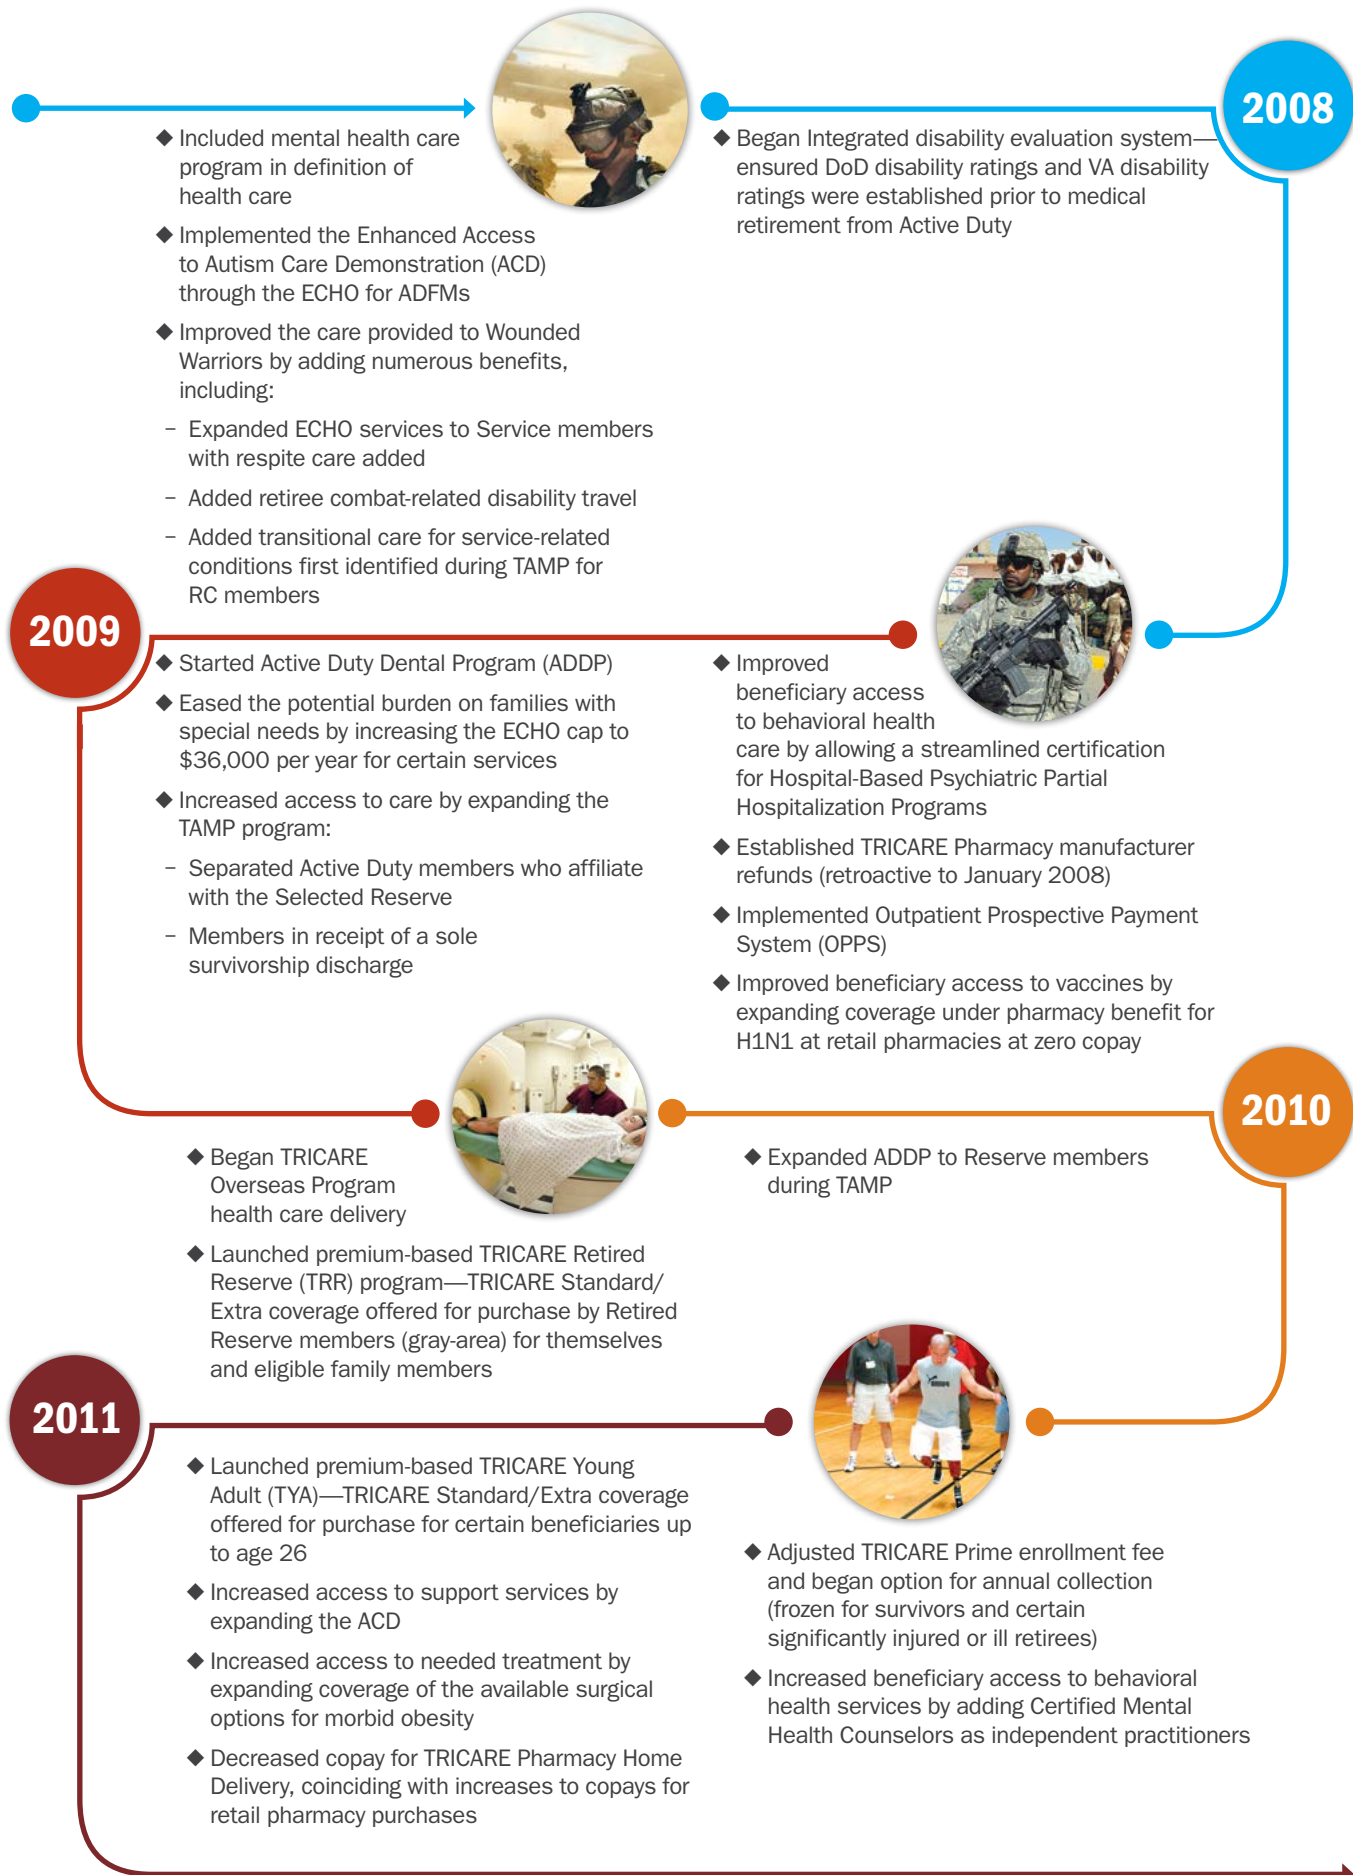 2008
◆ Included mental health care
program in definition of
health care
◆ Implemented the Enhanced Access
to Autism Care Demonstration (ACD)
through the ECHO for ADFMs
◆ Improved the care provided to Wounded
Warriors by adding numerous benefits,
including:
– Expanded ECHO services to Service members
with respite care added
– Added retiree combat-related disability travel
– Added transitional care for service-related
conditions first identified during TAMP for
RC members
◆ Began Integrated disability evaluation system—
ensured DoD disability ratings and VA disability
ratings were established prior to medical
retirement from Active Duty
2009
◆ Started Active Duty Dental Program (ADDP)
◆ Eased the potential burden on families with
special needs by increasing the ECHO cap to
$36,000 per year for certain services
◆ Increased access to care by expanding the
TAMP program:
– Separated Active Duty members who affiliate
with the Selected Reserve
– Members in receipt of a sole
survivorship discharge
◆ Improved
beneficiary access
to behavioral health
care by allowing a streamlined certification
for Hospital-Based Psychiatric Partial
Hospitalization Programs
◆ Established TRICARE Pharmacy manufacturer
refunds (retroactive to January 2008)
◆ Implemented Outpatient Prospective Payment
System (OPPS)
◆ Improved beneficiary access to vaccines by
expanding coverage under pharmacy benefit for
H1N1 at retail pharmacies at zero copay
2010
◆ Began TRICARE
Overseas Program
health care delivery
◆ Launched premium-based TRICARE Retired
Reserve (TRR) program—TRICARE Standard/
Extra coverage offered for purchase by Retired
Reserve members (gray-area) for themselves
and eligible family members
◆ Expanded ADDP to Reserve members
during TAMP
2011
◆ Launched premium-based TRICARE Young
Adult (TYA)—TRICARE Standard/Extra coverage
offered for purchase for certain beneficiaries up
to age 26
◆ Increased access to support services by
expanding the ACD
◆ Increased access to needed treatment by
expanding coverage of the available surgical
options for morbid obesity
◆ Decreased copay for TRICARE Pharmacy Home
Delivery, coinciding with increases to copays for
retail pharmacy purchases
◆ Adjusted TRICARE Prime enrollment fee
and began option for annual collection
(frozen for survivors and certain
significantly injured or ill retirees)
◆ Increased beneficiary access to behavioral
health services by adding Certified Mental
Health Counselors as independent practitioners